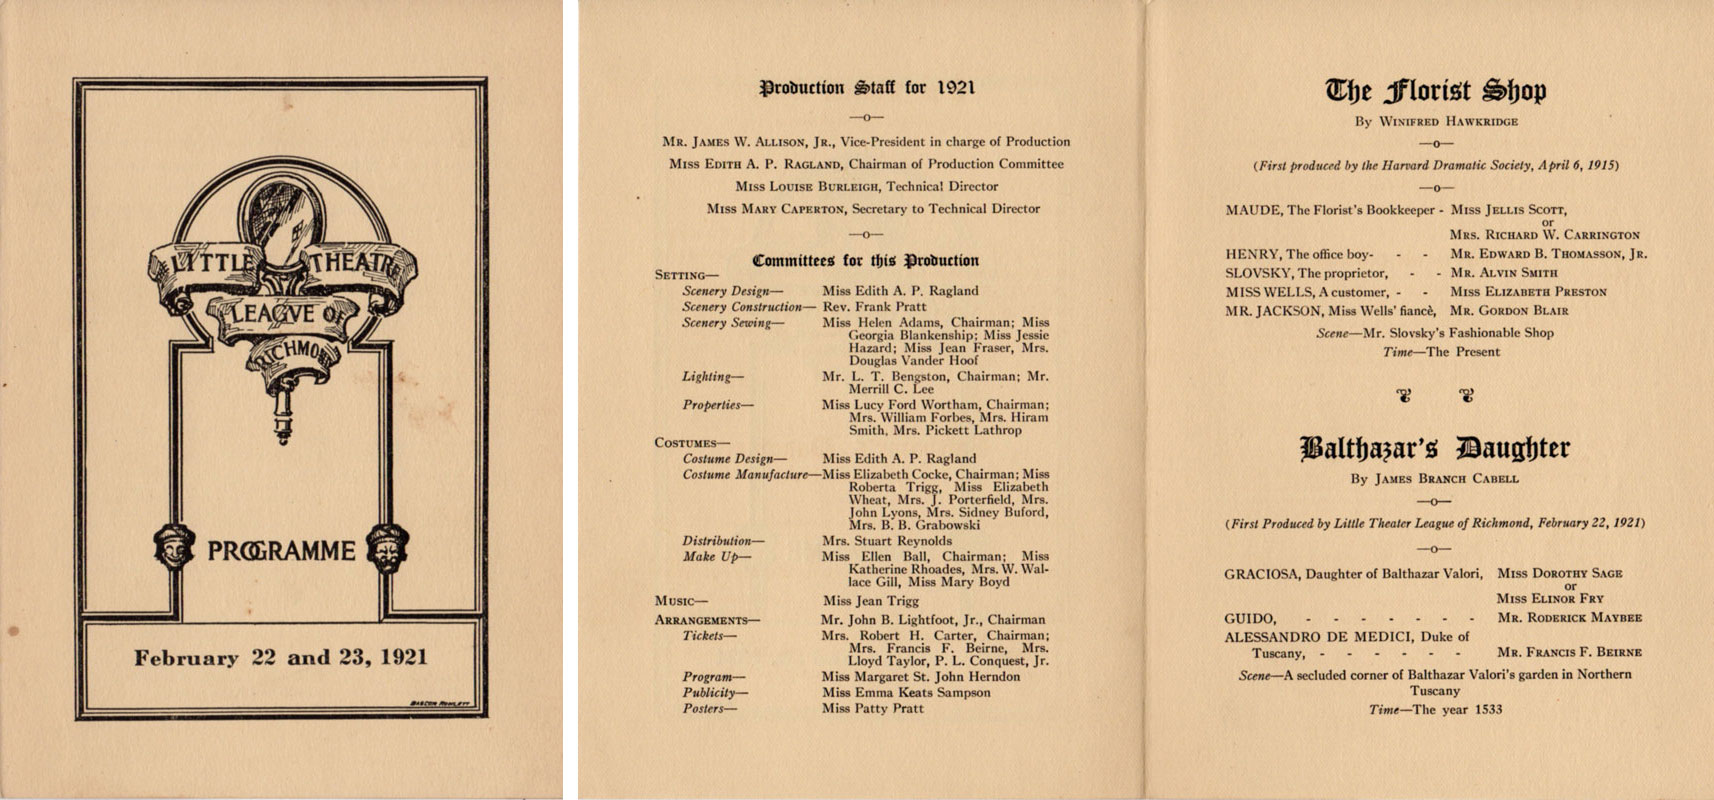 LITTLE THEATRE
LEAGVE OF
RICHMOND
PROGRAMME
February 22 and 23, 1921
Production Staff for 1921
—o—
MR. JAMES W. ALLISON, JR., Vice-President in charge of Production
MISS EDITH A. P. RAGLAND, Chairman of Production Committee
MISS LOUISE BURLEIGH, Technical Director
MISS MARY CAPERTON, Secretary to Technical Director
—o—
Committees for this Production
SETTING—
Scenery Design— Miss Edith A. P. Ragland
Scenery Construction— Rev. Frank Pratt
Scenery Sewing— Miss Helen Adams, Chairman; Miss
Georgia Blankenship; Miss Jessie
Hazard; Miss Jean Fraser, Mrs.
Douglas Vander Hoof
Lighting— Mr. L. T. Bengston, Chairman; Mr.
Merrill C. Lee
Properties— Miss Lucy Ford Wortham, Chairman;
Mrs. William Forbes, Mrs. Hiram
Smith, Mrs. Pickett Lathrop
COSTUMES—
Costume Design— Miss Edith A. P. Ragland
Costume Manufacture—Miss Elizabeth Cocke, Chairman; Miss
Roberta Trigg, Miss Elizabeth
Wheat, Mrs. J. Porterfield, Mrs.
John Lyons, Mrs. Sidney Buford,
Mrs. B. B. Grabowski
Distribution— Mrs. Stuart Reynolds
Make Up— Miss Ellen Ball, Chairman; Miss
Katherine Rhoades, Mrs. W. Wal-
lace Gill, Miss Mary Boyd
MUSIC— Miss Jean Trigg
ARRANGEMENTS— Mr. John B. Lightfoot, Jr., Chairman
Tickets— Mrs. Robert H. Carter, Chairman;
Mrs. Francis F. Beirne, Mrs.
Lloyd Taylor, P. L. Conquest, Jr.
Program— Miss Margaret St. John Herndon
Publicity— Miss Emma Keats Sampson
Posters— Miss Patty Pratt
The Florist Shop
By WINIFRED HAWKRIDGE
—o—
(First produced by the Harvard Dramatic Society, April 6, 1915)
—o—
MAUDE, The Florist's Bookkeeper - MISS JELLIS SCOTT,
or
MRS. RICHARD W. CARRINGTON
HENRY, The office boy- - - MR. EDWARD B. THOMASSON, JR.
SLOVSKY, The proprietor, - - MR. ALVIN SMITH
MISS WELLS, A customer, - - MISS ELIZABETH PRESTON
MR. JACKSON, Miss Wells' fiancè, MR. GORDON BLAIR
Scene—Mr. Slovsky's Fashionable Shop
Time—The Present
Balthazar's Daughter
By JAMES BRANCH CABELL
—o—
(First Produced by Little Theater League of Richmond, February 22, 1921)
—o—
GRACIOSA, Daughter of Balthazar Valori, MISS DOROTHY SAGE
or
MISS ELINOR FRY
GUIDO, - - - - - - - MR. RODERICK MAYBEE
ALESSANDRO DE MEDICI, Duke of
Tuscany, - - - - - - MR. FRANCIS F. BEIRNE
Scene—A secluded corner of Balthazar Valori's garden in Northern
Tuscany
Time—The year 1533